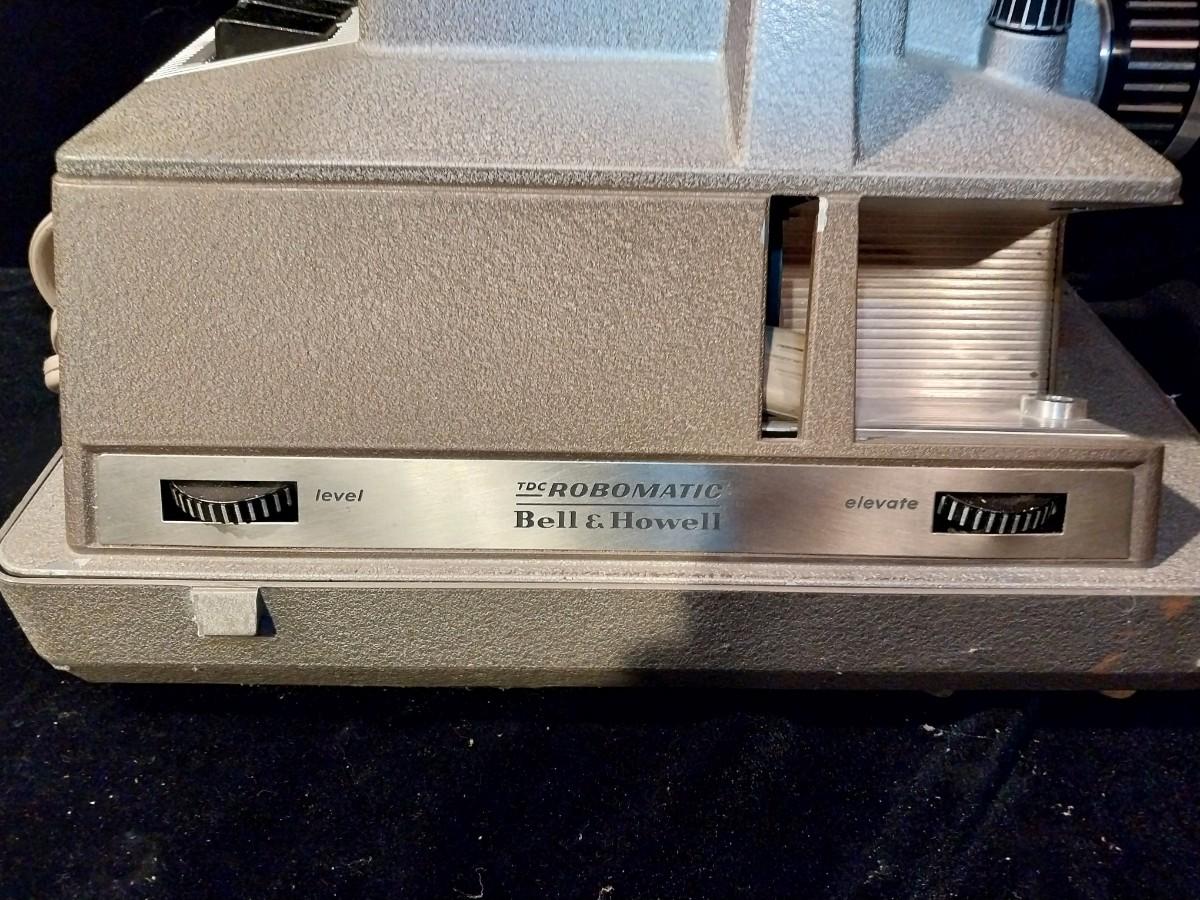 level
TDC ROBOMATIC
Bell & Howell
elevate